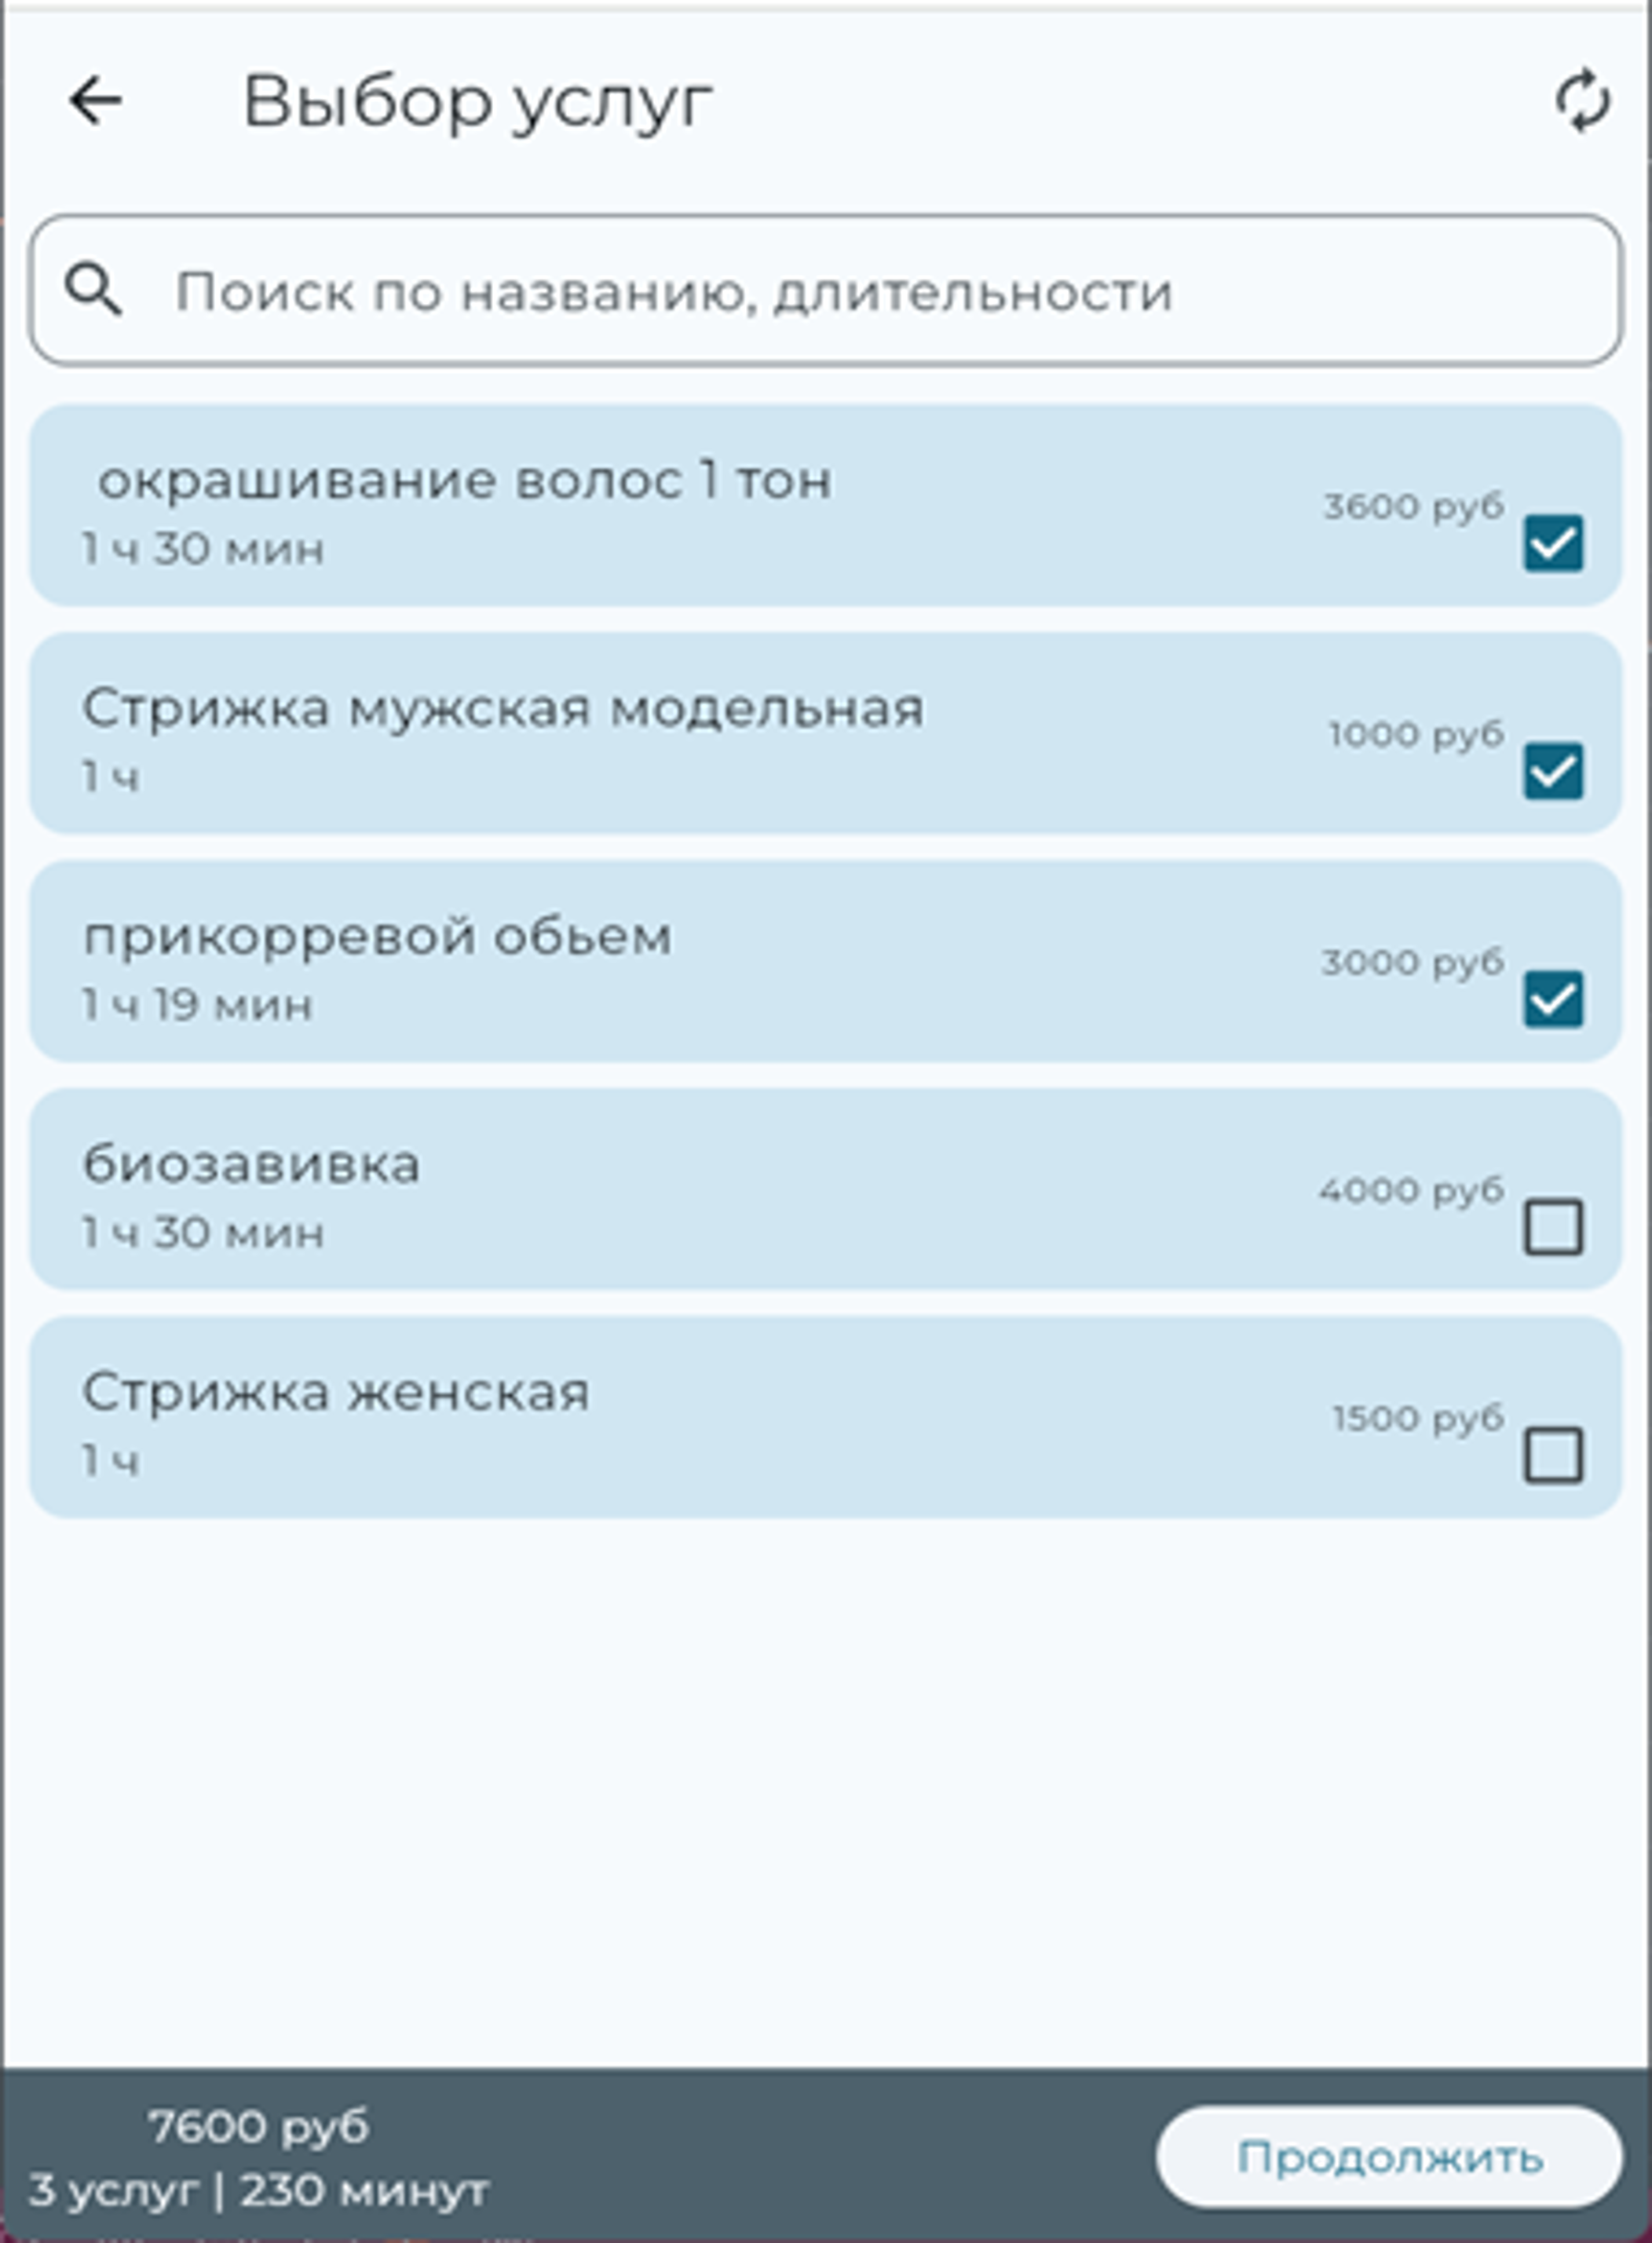 Выбор услуг
Поиск по названию, длительности
окрашивание волос 1 тон
3600 руб
1 ч 30 мин
Стрижка мужская модельная
1000 руб
1 ч
прикорревой обьем
3000 руб
1 ч 19 мин
биозавивка
4000 руб
1 ч 30 мин
Стрижка женская
1500 руб
1 ч
7600 руб
3 услуг | 230 минут
Продолжить